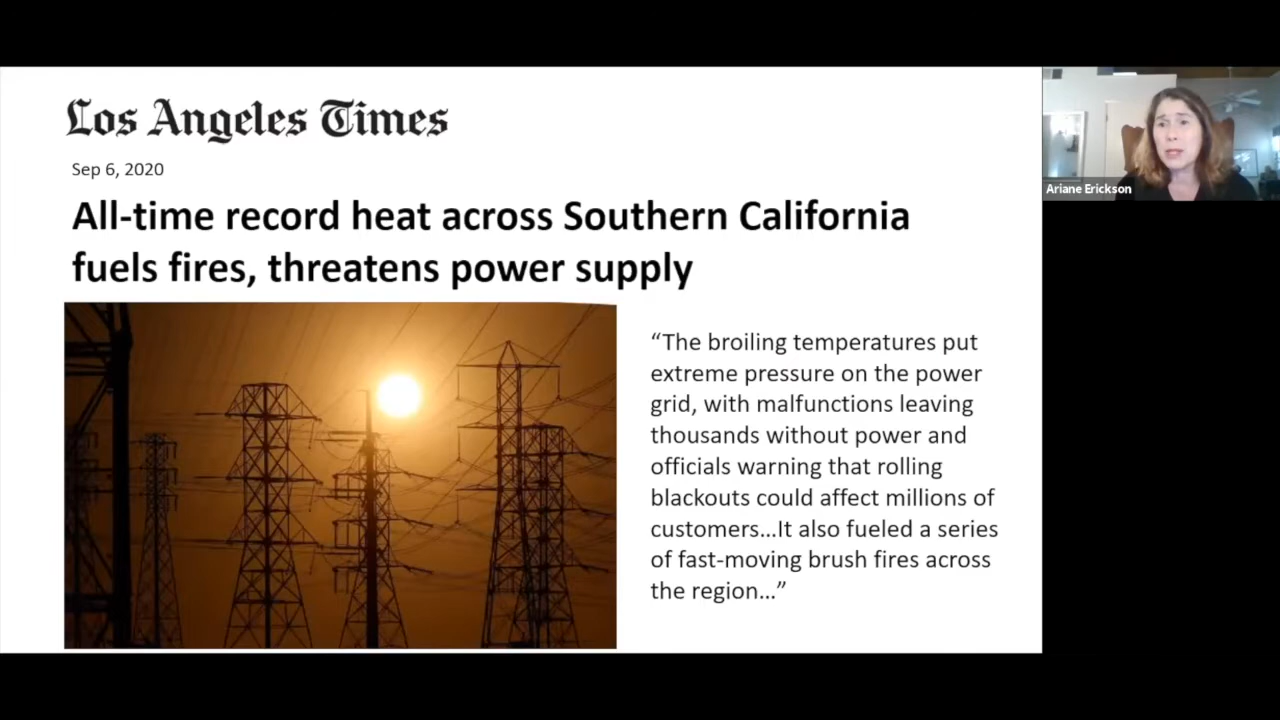 Los Angeles Times
Sep 6, 2020
All-time record heat across Southern California
fuels fires, threatens power supply
“The broiling temperatures put
extreme pressure on the power
grid, with malfunctions leaving
thousands without power and
officials warning that rolling
blackouts could affect millions of
customers…It also fueled a series
of fast-moving brush fires across
the region…”
Ariane Erickson